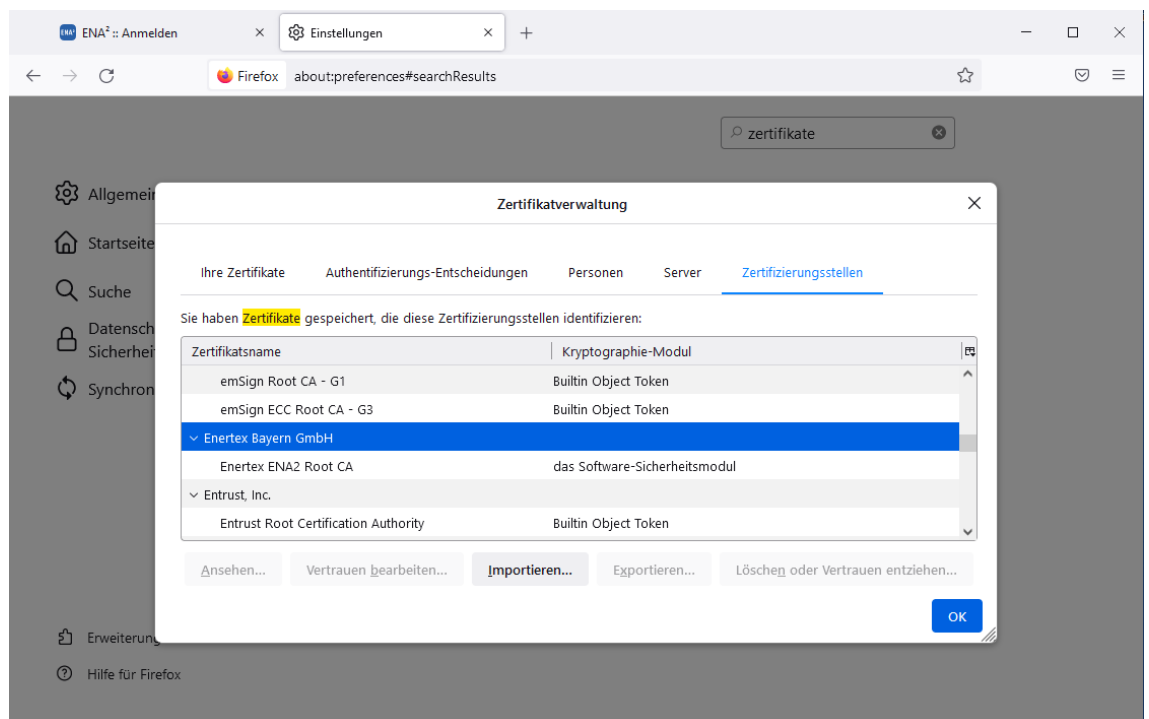 ENA² :: Anmelden
Einstellungen
Firefox about:preferences#searchResults
zertifikate
Allgemein
Startseite
Suche
Datensch
Sicherhei
Synchron
Erweiterung
Hilfe für Firefox
Zertifikatverwaltung
Ihre Zertifikate Authentifizierungs-Entscheidungen Personen Server Zertifizierungsstellen
Sie haben Zertifikate gespeichert, die diese Zertifizierungsstellen identifizieren:
Zertifikatsname Kryptographie-Modul
emSign Root CA - G1 Builtin Object Token
emSign ECC Root CA - G3 Builtin Object Token
Enertex Bayern GmbH
Enertex ENA2 Root CA das Software-Sicherheitsmodul
Entrust, Inc.
Entrust Root Certification Authority Builtin Object Token
Ansehen... Vertrauen bearbeiten... Importieren... Exportieren... Löschen oder Vertrauen entziehen...
OK